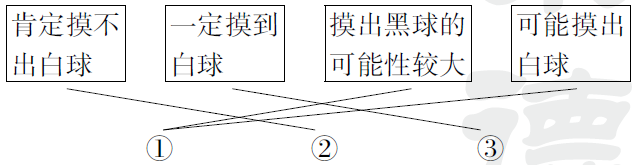 肯定摸不
出白球
一定摸到
白球
摸出黑球的
可能性较大
可能摸出
白球
① ② ③